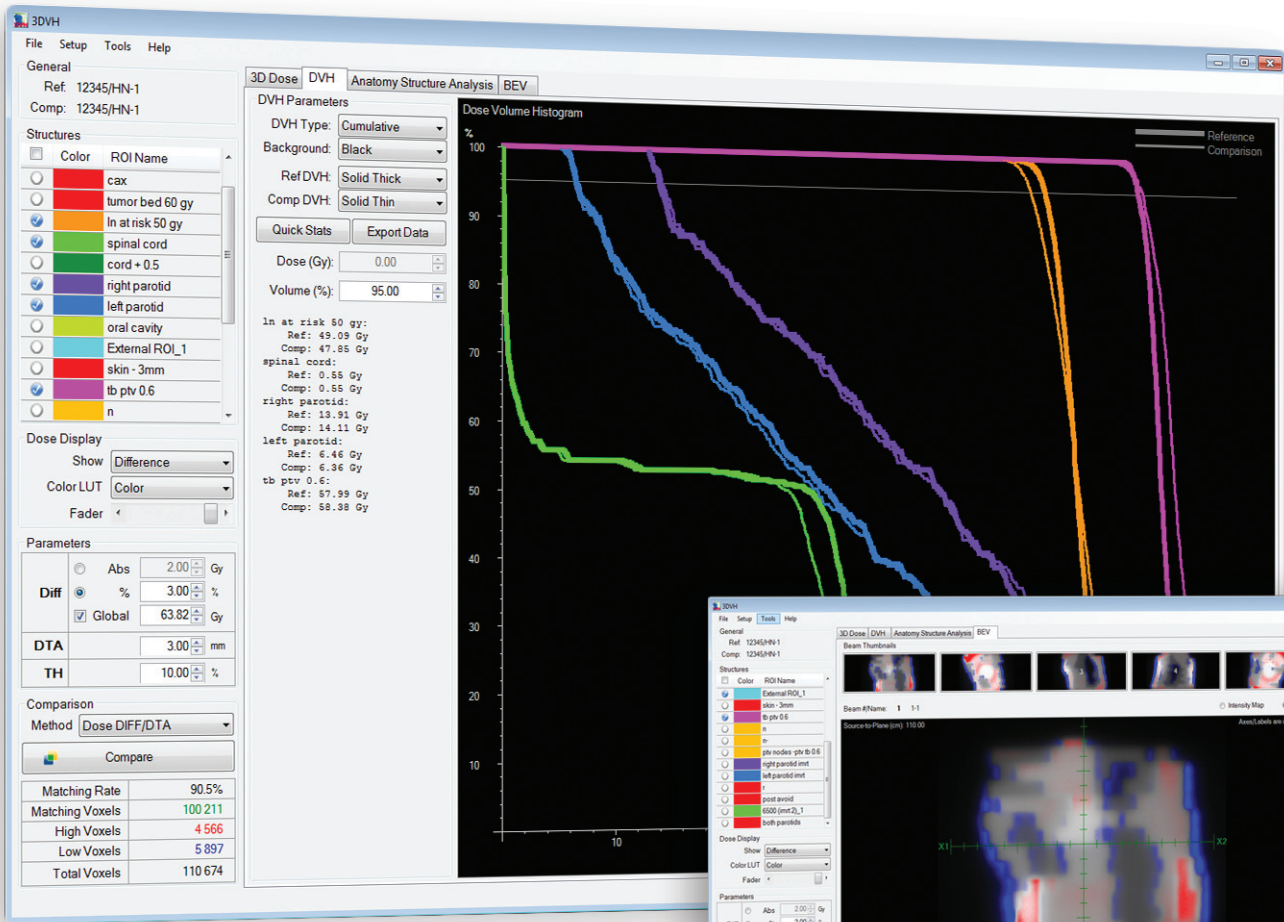 3DVH
File Setup Tools Help
General
Ref: 12345/HN-1
Comp: 12345/HN-1
Structures
Color ROI Name
cax
tumor bed 60 gy
ln at risk 50 gy
spinal cord
cord + 0.5
right parotid
left parotid
oral cavity
External ROI_1
skin - 3mm
tb ptv 0.6
n
Dose Display
Show Difference
Color LUT Color
Fader
Parameters
Diff
Abs 2.00 Gy
% 3.00 %
Global 63.82 Gy
DTA 3.00 mm
TH 10.00 %
Comparison
Method Dose DIFF/DTA
Compare
Matching Rate 90.5%
Matching Voxels 100 211
High Voxels 4 566
Low Voxels 5 897
Total Voxels 110 674
3D Dose DVH Anatomy Structure Analysis BEV
DVH Parameters
DVH Type: Cumulative
Background: Black
Ref DVH: Solid Thick
Comp DVH: Solid Thin
Quick Stats Export Data
Dose (Gy): 0.00
Volume (%): 95.00
ln at risk 50 gy:
Ref: 49.09 Gy
Comp: 47.85 Gy
spinal cord:
Ref: 0.55 Gy
Comp: 0.55 Gy
right parotid:
Ref: 13.91 Gy
Comp: 14.11 Gy
left parotid:
Ref: 6.46 Gy
Comp: 6.36 Gy
tb ptv 0.6:
Ref: 57.99 Gy
Comp: 58.38 Gy
Dose Volume Histogram
Reference
Comparison
%
100
90
80
70
60
50
40
30
20
10
10
3DVH
File Setup Tools Help
General
Ref: 12345/HN-1
Comp: 12345/HN-1
Structures
Color ROI Name
External ROI_1
skin - 3mm
tb ptv 0.6
n
n-
ptv nodes -ptv tb 0.6
right parotid imrt
left parotid imrt
r
post avoid
6500 (imrt 2)_1
both parotids
Dose Display
Show Difference
Color LUT Color
Fader
Parameters
Abs 2.00 Gy
3D Dose DVH Anatomy Structure Analysis BEV
Beam Thumbnails
3 4
Beam #/Name: 1 1-1
Intensity Map
Source-to-Plane (cm): 110.00
Axes/Labels are
X1 X2